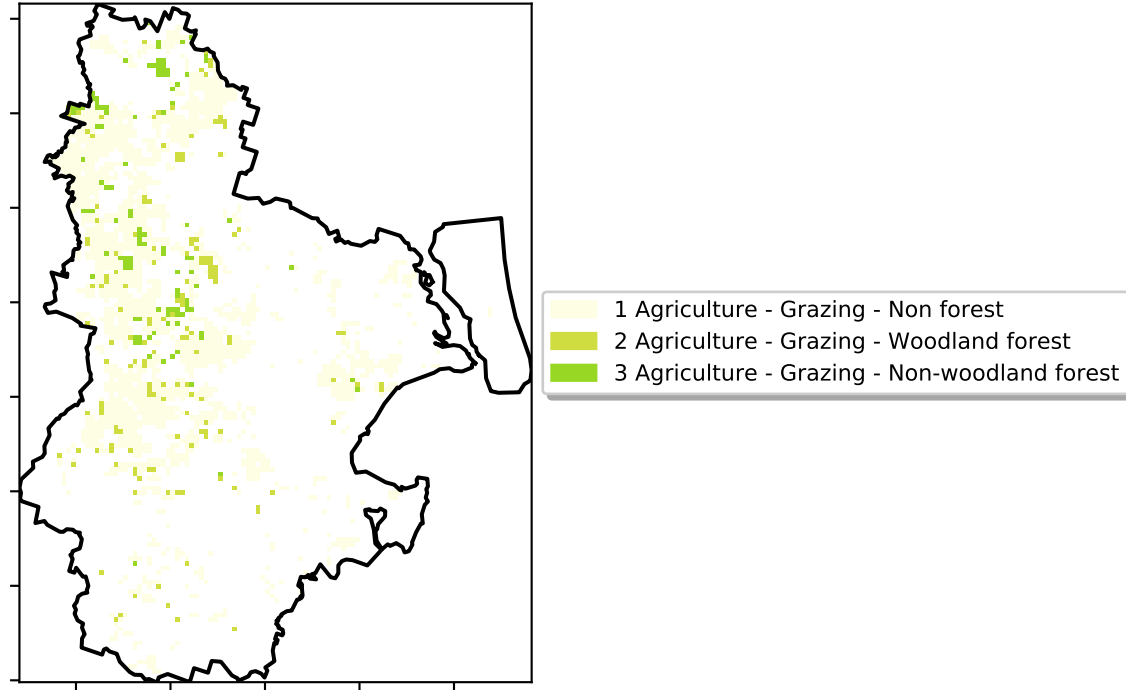 1 Agriculture - Grazing - Non forest
2 Agriculture - Grazing - Woodland forest
3 Agriculture - Grazing - Non-woodland forest